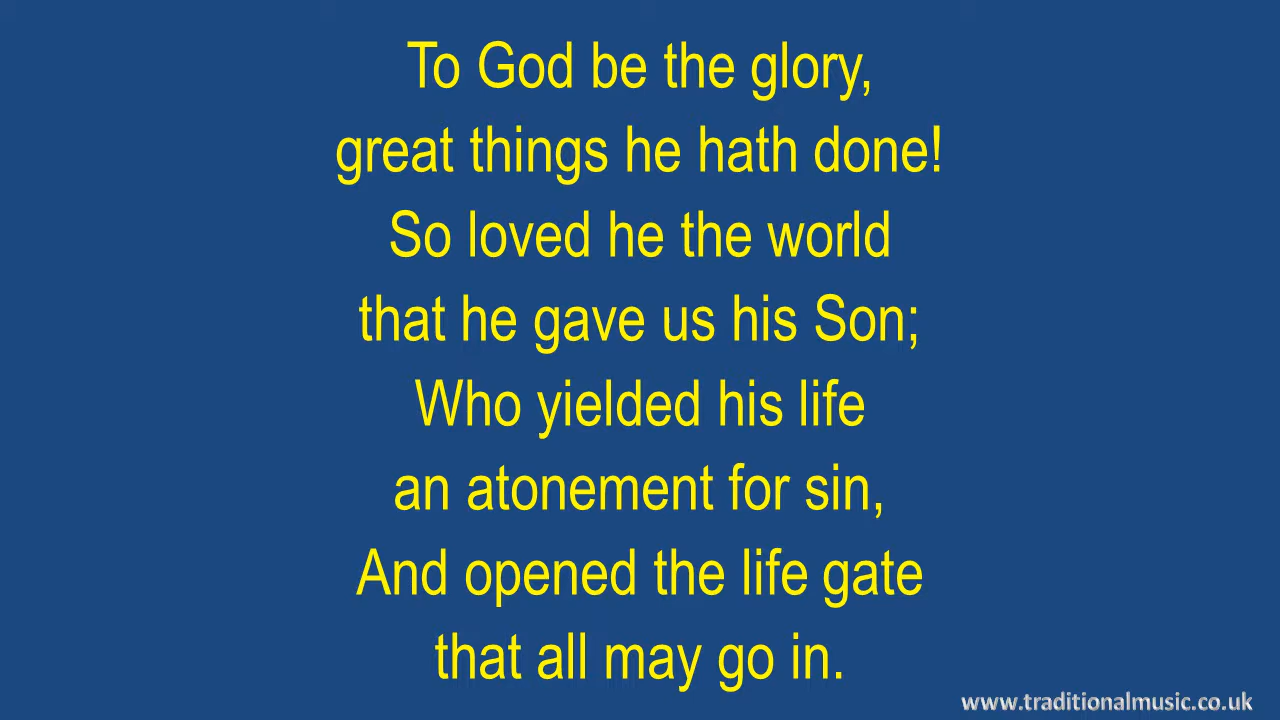 To God be the glory,
great things he hath done!
So loved he the world
that he gave us his Son;
Who yielded his life
an atonement for sin,
And opened the life gate
that all may go in.
www.traditionalmusic.co.uk